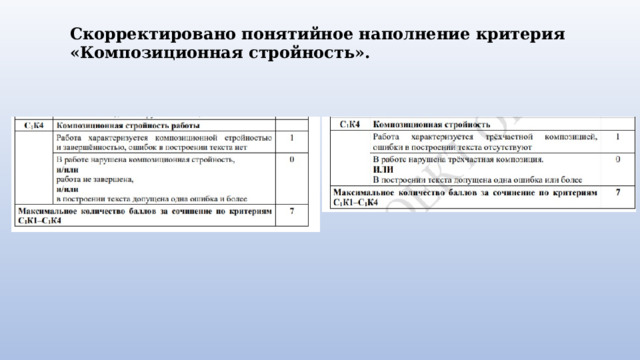 Скорректировано понятийное наполнение критерия
«Композиционная стройность».
С₁К4 Композиционная стройность работы
Работа характеризуется композиционной стройностью 1
и завершённостью, ошибок в построении текста нет
В работе нарушена композиционная стройность, 0
и/или
работа не завершена,
и/или
в построении текста допущена одна ошибка и более
Максимальное количество баллов за сочинение по критериям 7
С₁К1–С₁К4
С₁К4 Композиционная стройность
Работа характеризуется трёхчастной композицией, 1
ошибки в построении текста отсутствуют
В работе нарушена трёхчастная композиция. 0
ИЛИ
В построении текста допущена одна ошибка или более
Максимальное количество баллов за сочинение по критериям 7
С₁К1–С₁К4